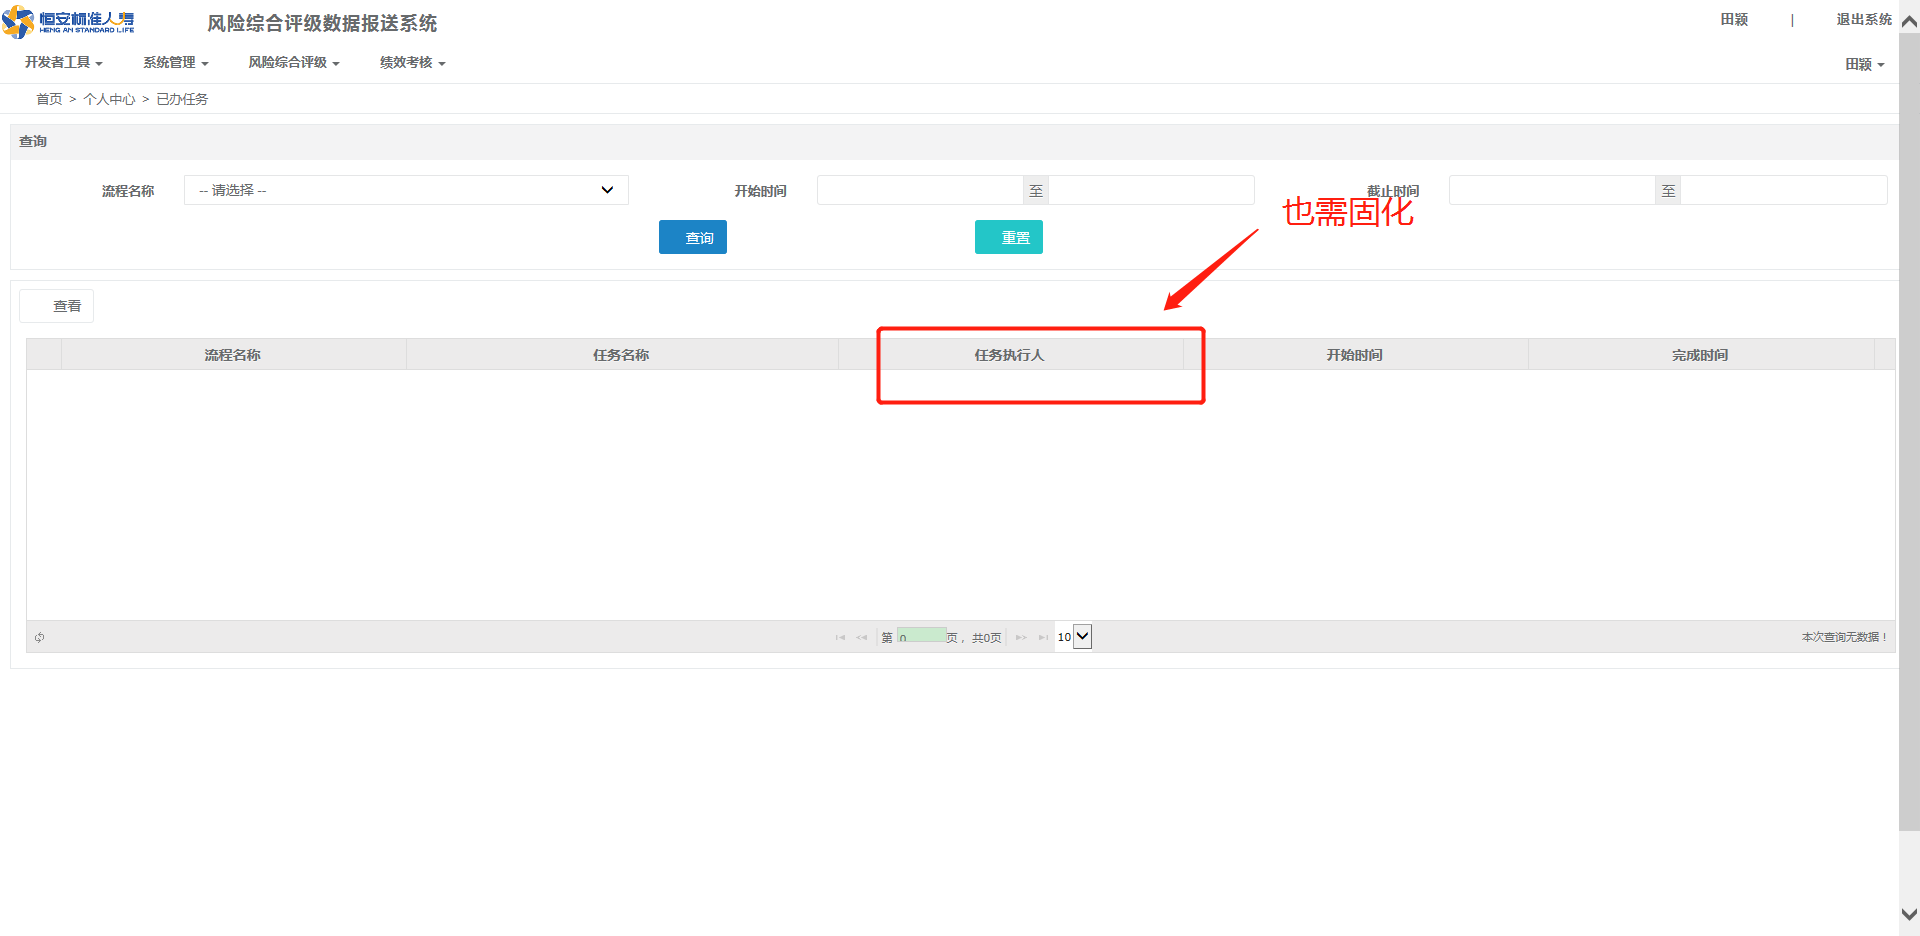 恒安标准人寿
HENG AN STANDARD LIFE
风险综合评级数据报送系统
田颖 | 退出系统
开发者工具 系统管理 风险综合评级 绩效考核 田颖
首页 > 个人中心 > 已办任务
查询
流程名称 -- 请选择 -- 开始时间 至 截止时间 至
也需固化
查询 重置
查看
流程名称 任务名称 任务执行人 开始时间 完成时间
第 0 页， 共0页 10 本次查询无数据！